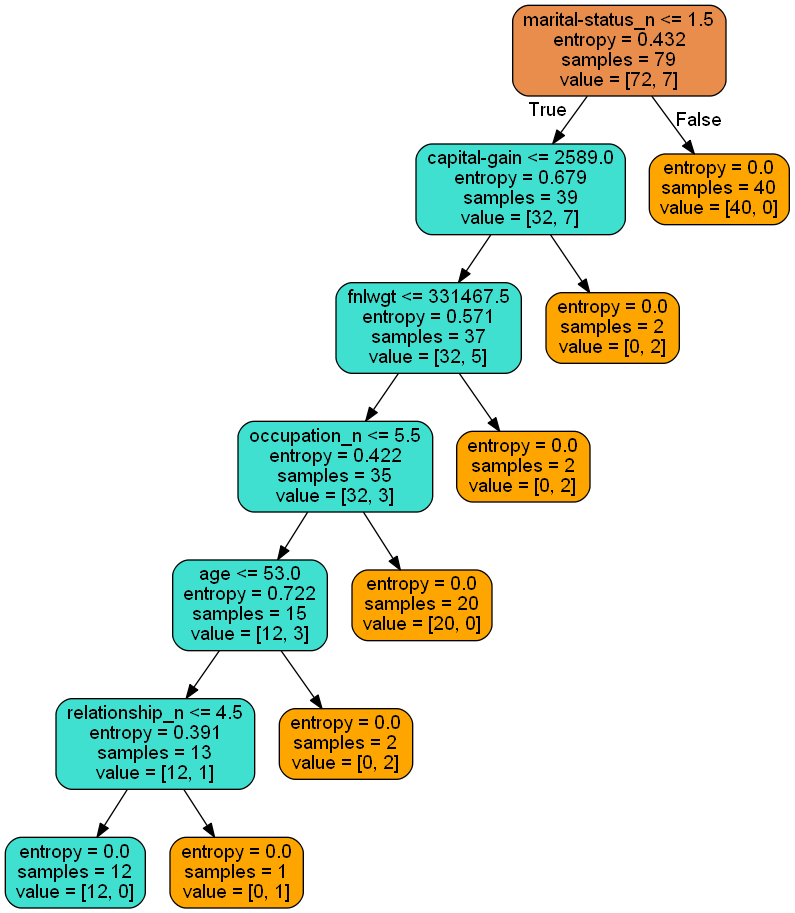 marital-status_n <= 1.5
entropy = 0.432
samples = 79
value = [72, 7]
True
False
capital-gain <= 2589.0
entropy = 0.679
samples = 39
value = [32, 7]
entropy = 0.0
samples = 40
value = [40, 0]
fnlwgt <= 331467.5
entropy = 0.571
samples = 37
value = [32, 5]
entropy = 0.0
samples = 2
value = [0, 2]
occupation_n <= 5.5
entropy = 0.422
samples = 35
value = [32, 3]
entropy = 0.0
samples = 2
value = [0, 2]
age <= 53.0
entropy = 0.722
samples = 15
value = [12, 3]
entropy = 0.0
samples = 20
value = [20, 0]
relationship_n <= 4.5
entropy = 0.391
samples = 13
value = [12, 1]
entropy = 0.0
samples = 2
value = [0, 2]
entropy = 0.0
samples = 12
value = [12, 0]
entropy = 0.0
samples = 1
value = [0, 1]